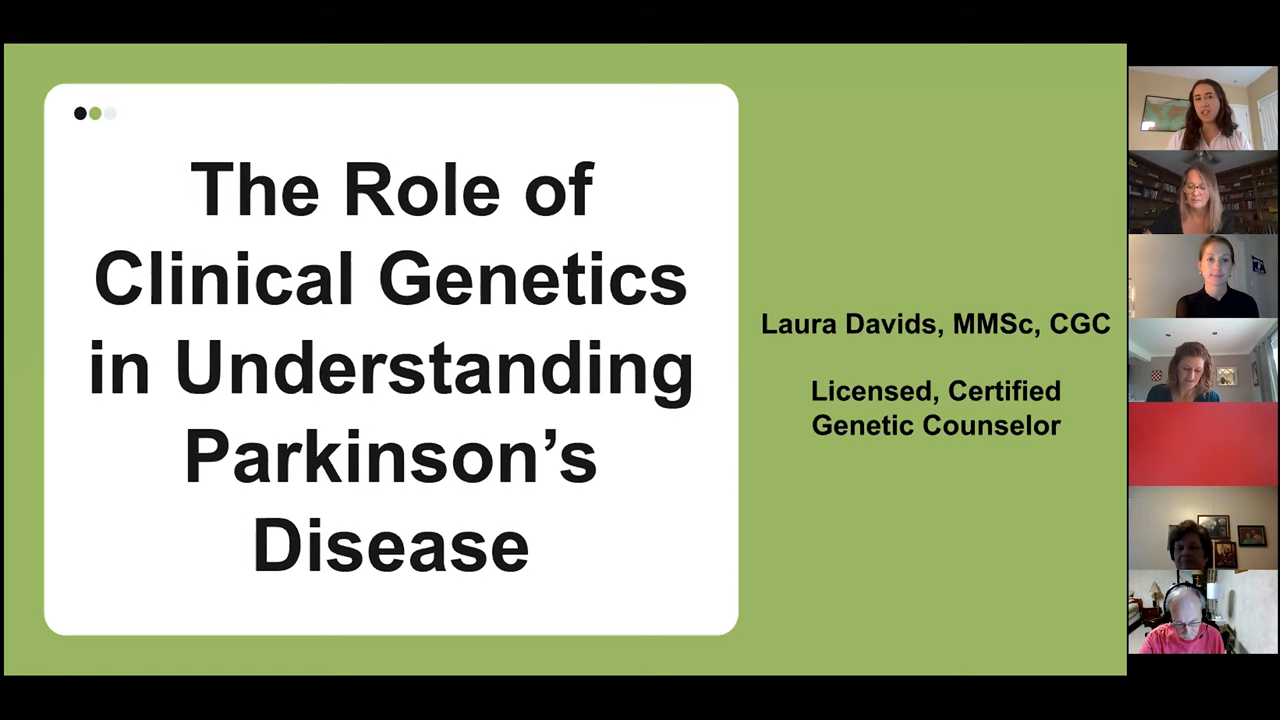 The Role of
Clinical Genetics
in Understanding
Parkinson’s
Disease
Laura Davids, MMSc, CGC
Licensed, Certified
Genetic Counselor